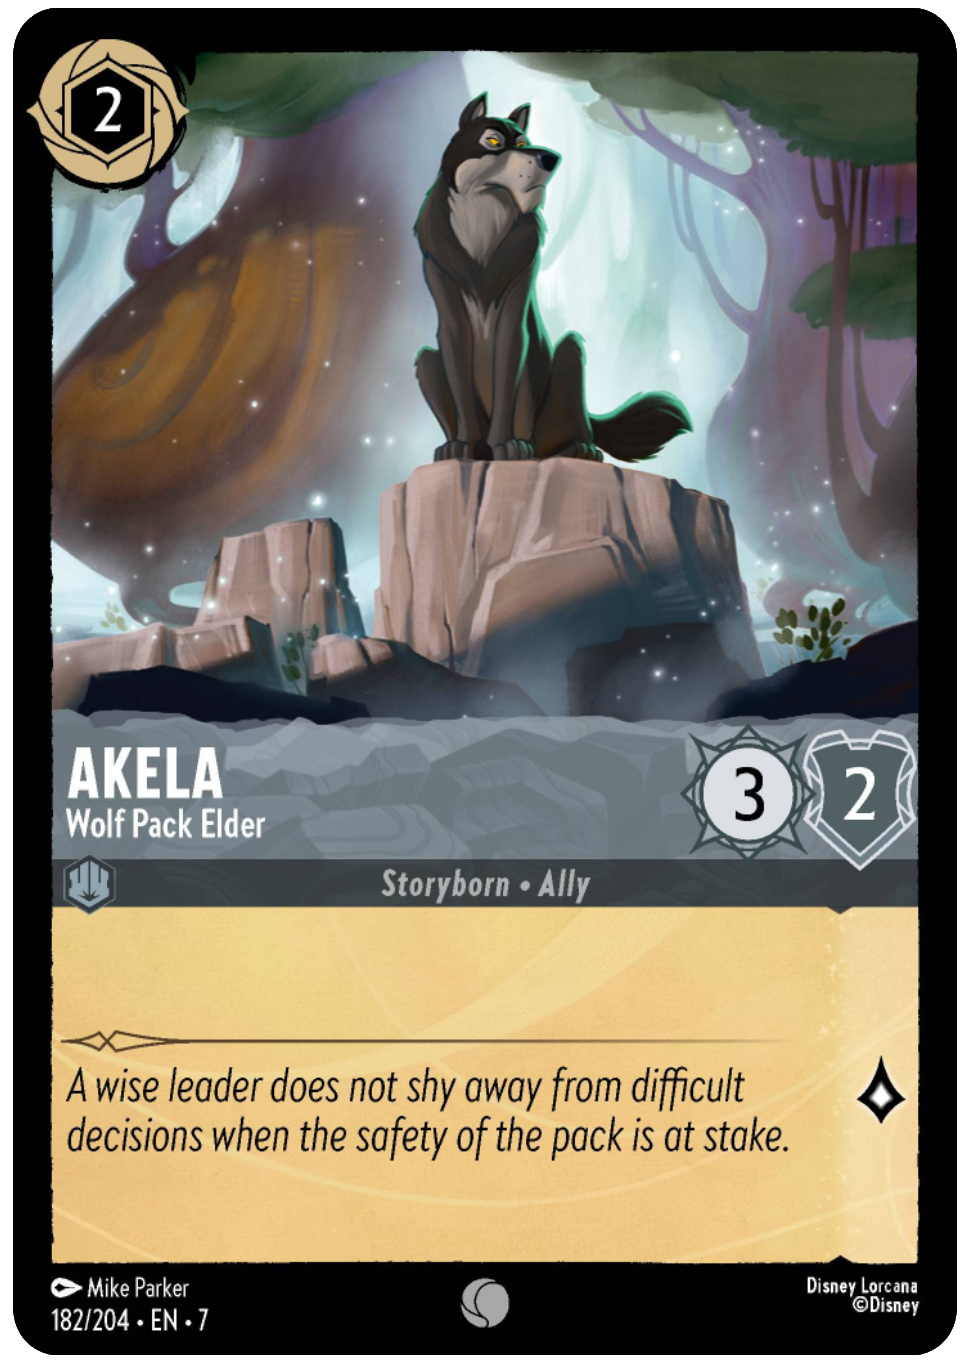 2
AKELA
Wolf Pack Elder
3
2
Storyborn • Ally
A wise leader does not shy away from difficult
decisions when the safety of the pack is at stake.
Mike Parker
182/204 • EN • 7
Disney Lorcana
©Disney